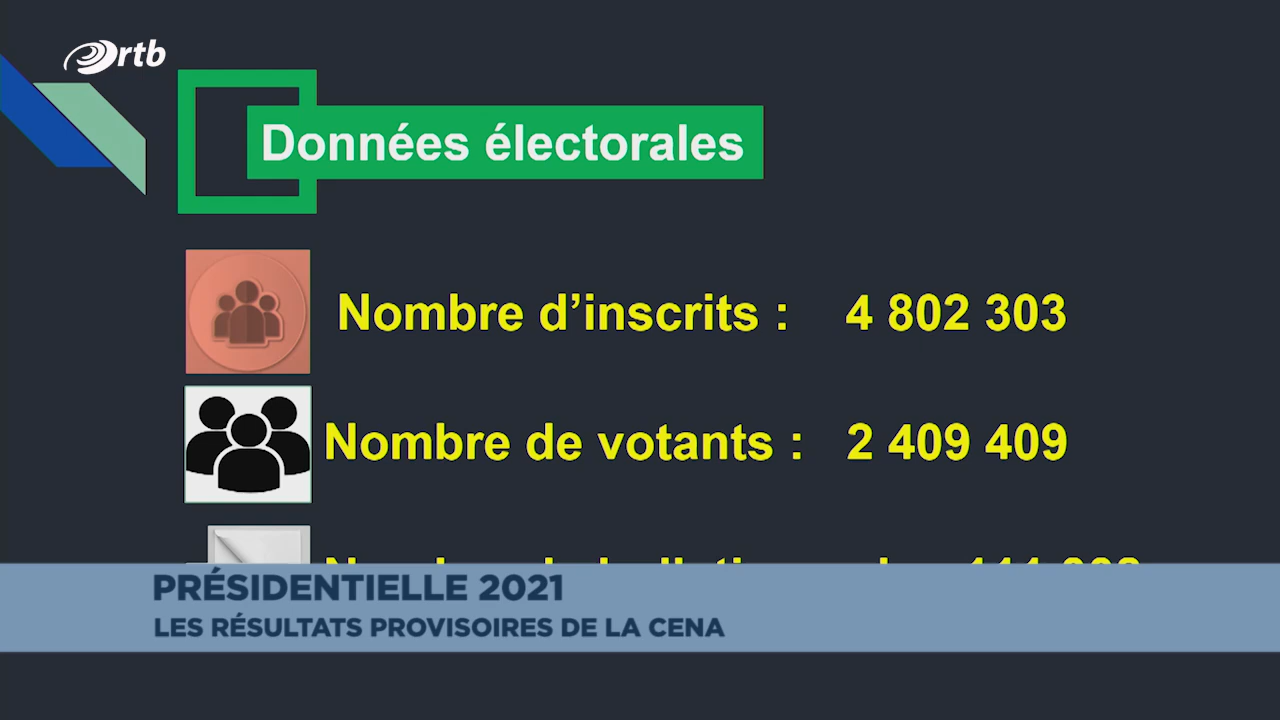 ortb
Données électorales
Nombre d’inscrits : 4 802 303
Nombre de votants : 2 409 409
PRÉSIDENTIELLE 2021
LES RÉSULTATS PROVISOIRES DE LA CENA